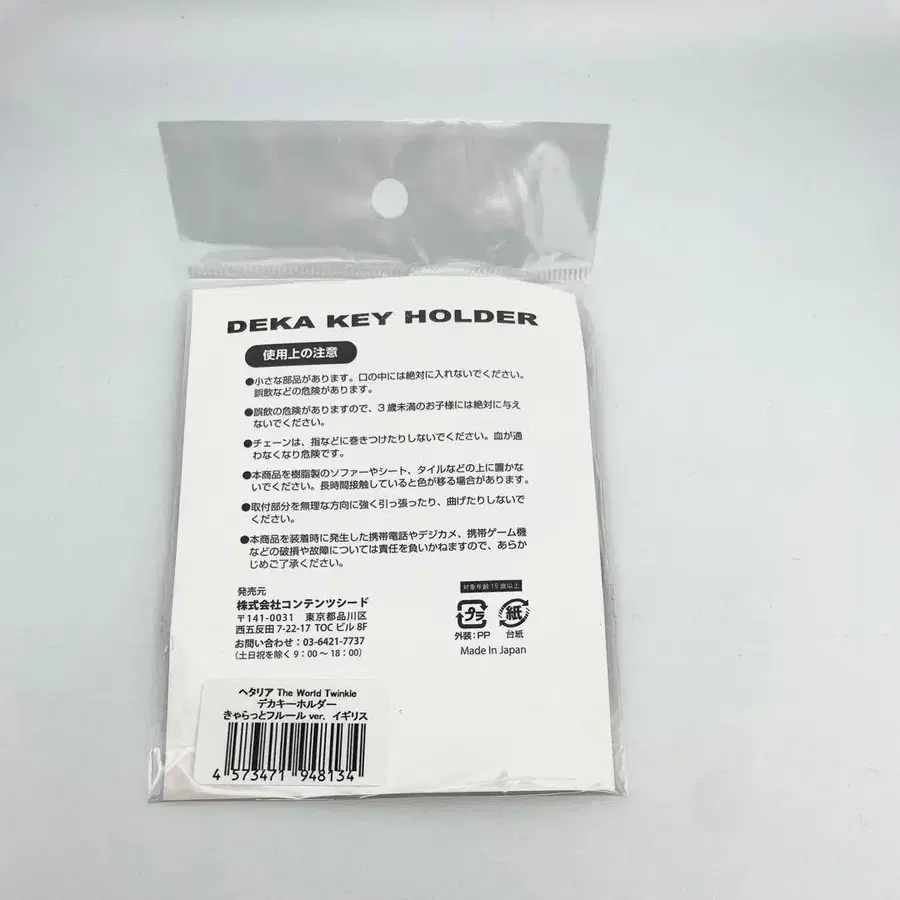 DEKA KEY HOLDER
使用上の注意
●小さな部品があります。口の中には絶対に入れないでください。
誤飲などの危険があります。
●誤飲の危険がありますので、3歳未満のお子様には絶対に与え
ないでください。
●チェーンは、指などに巻きつけたりしないでください。血が通
わなくなり危険です。
●本商品を樹脂製のソファーやシート、タイルなどの上に置かな
いでください。長時間接触していると色が移る場合があります。
●取付部分を無理な方向に強く引っ張ったり、曲げたりしないで
ください。
●本商品を装着時に発生した携帯電話やデジカメ、携帯ゲーム機
などの破損や故障については責任を負いかねますので、あらか
じめご了承ください。
発売元
株式会社コンテンツシード
〒141-0031 東京都品川区
西五反田7-22-17 TOCビル8F
お問い合わせ:03-6421-7737
(土日祝を除く9:00~18:00)
対象年齢15歳以上
プラ
紙
外装:PP
台紙
Made In Japan
ヘタリア The World Twinkle
デカキーホルダー
きゃらっとフルール ver. イギリス
4 573471 948134